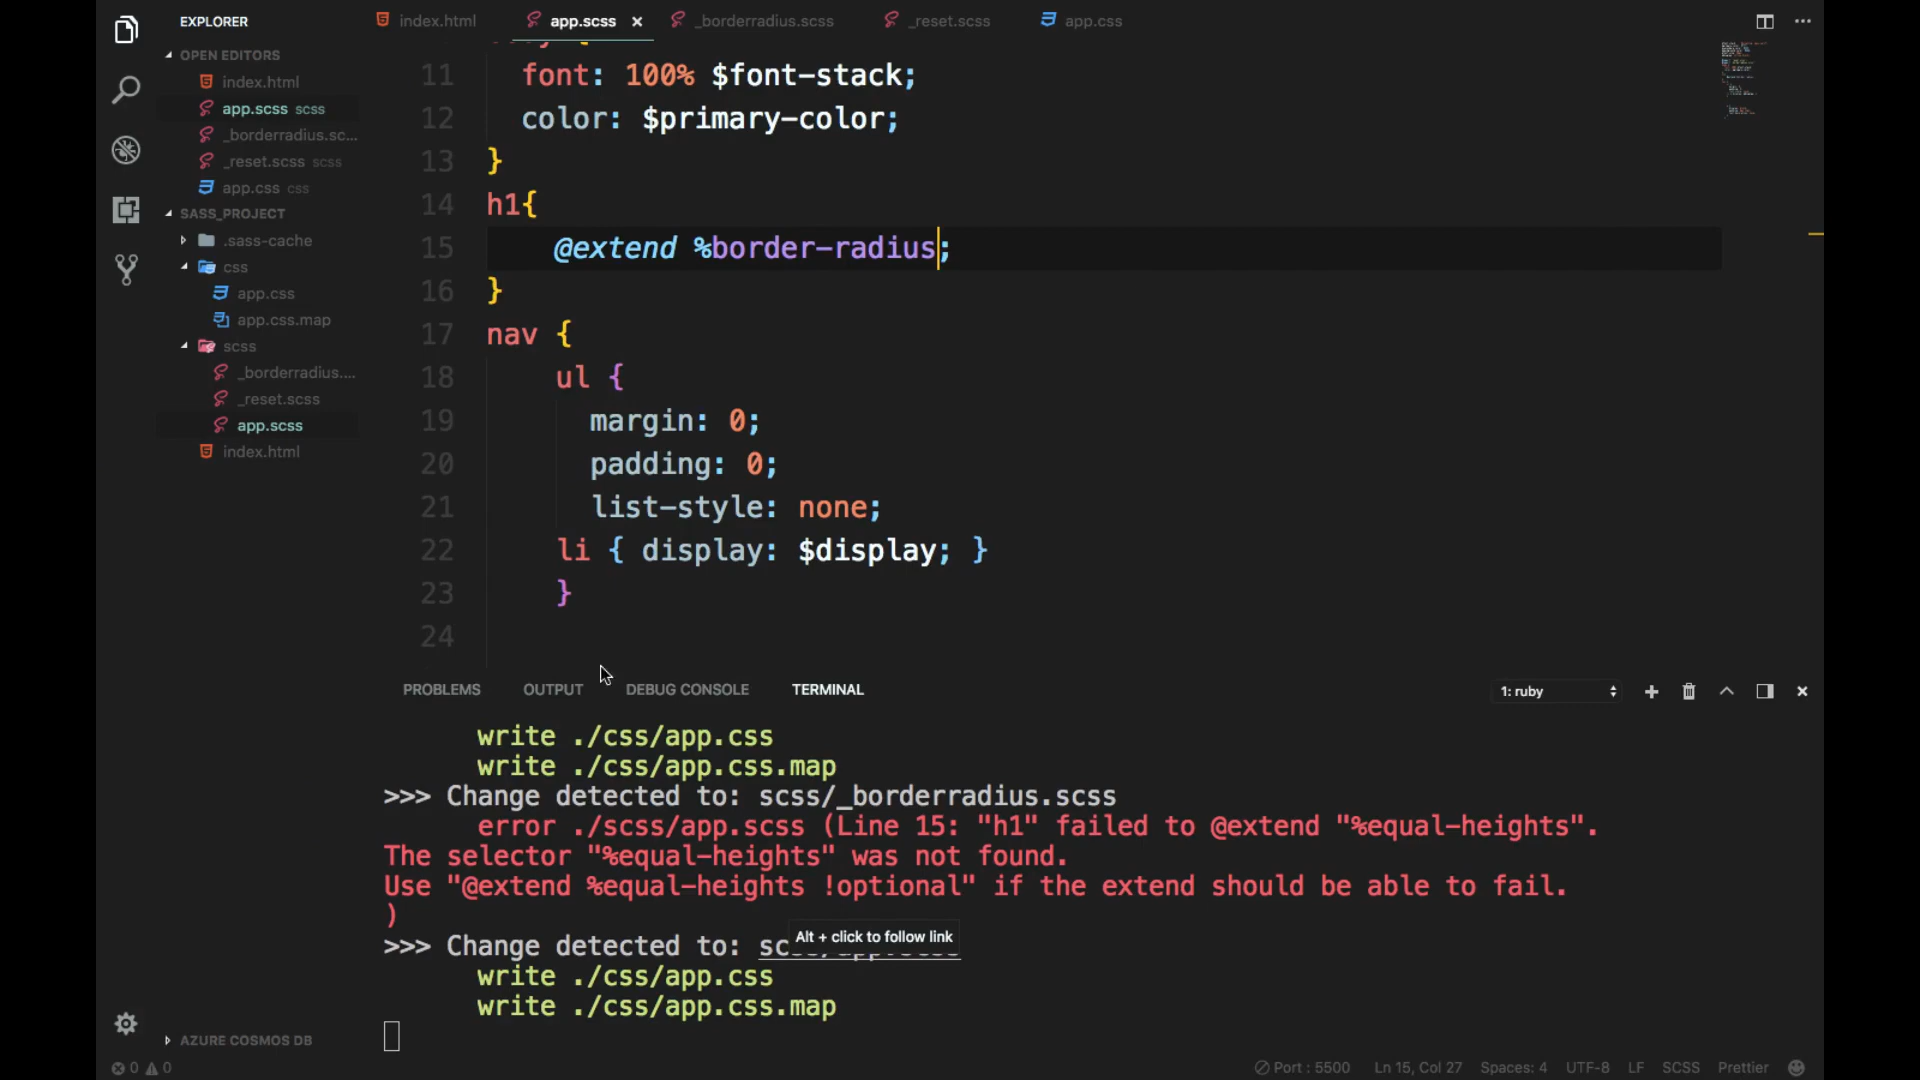 EXPLORER
OPEN EDITORS
index.html
app.scss scss
_borderradius.sc...
_reset.scss scss
app.css css
SASS_PROJECT
.sass-cache
css
app.css
app.css.map
scss
_borderradius....
_reset.scss
app.scss
index.html
AZURE COSMOS DB
index.html
app.scss
_borderradius.scss
_reset.scss
app.css
11 font: 100% $font-stack;
12 color: $primary-color;
13 }
14 h1{
15 @extend %border-radius;
16 }
17 nav {
18 ul {
19 margin: 0;
20 padding: 0;
21 list-style: none;
22 li { display: $display; }
23 }
24
PROBLEMS OUTPUT DEBUG CONSOLE TERMINAL
1: ruby
write ./css/app.css
write ./css/app.css.map
>>> Change detected to: scss/_borderradius.scss
error ./scss/app.scss (Line 15: "h1" failed to @extend "%equal-heights".
The selector "%equal-heights" was not found.
Use "@extend %equal-heights !optional" if the extend should be able to fail.
)
Alt + click to follow link
>>> Change detected to:
write ./css/app.css
write ./css/app.css.map
0 0
Port : 5500 Ln 15, Col 27 Spaces: 4 UTF-8 LF SCSS Prettier